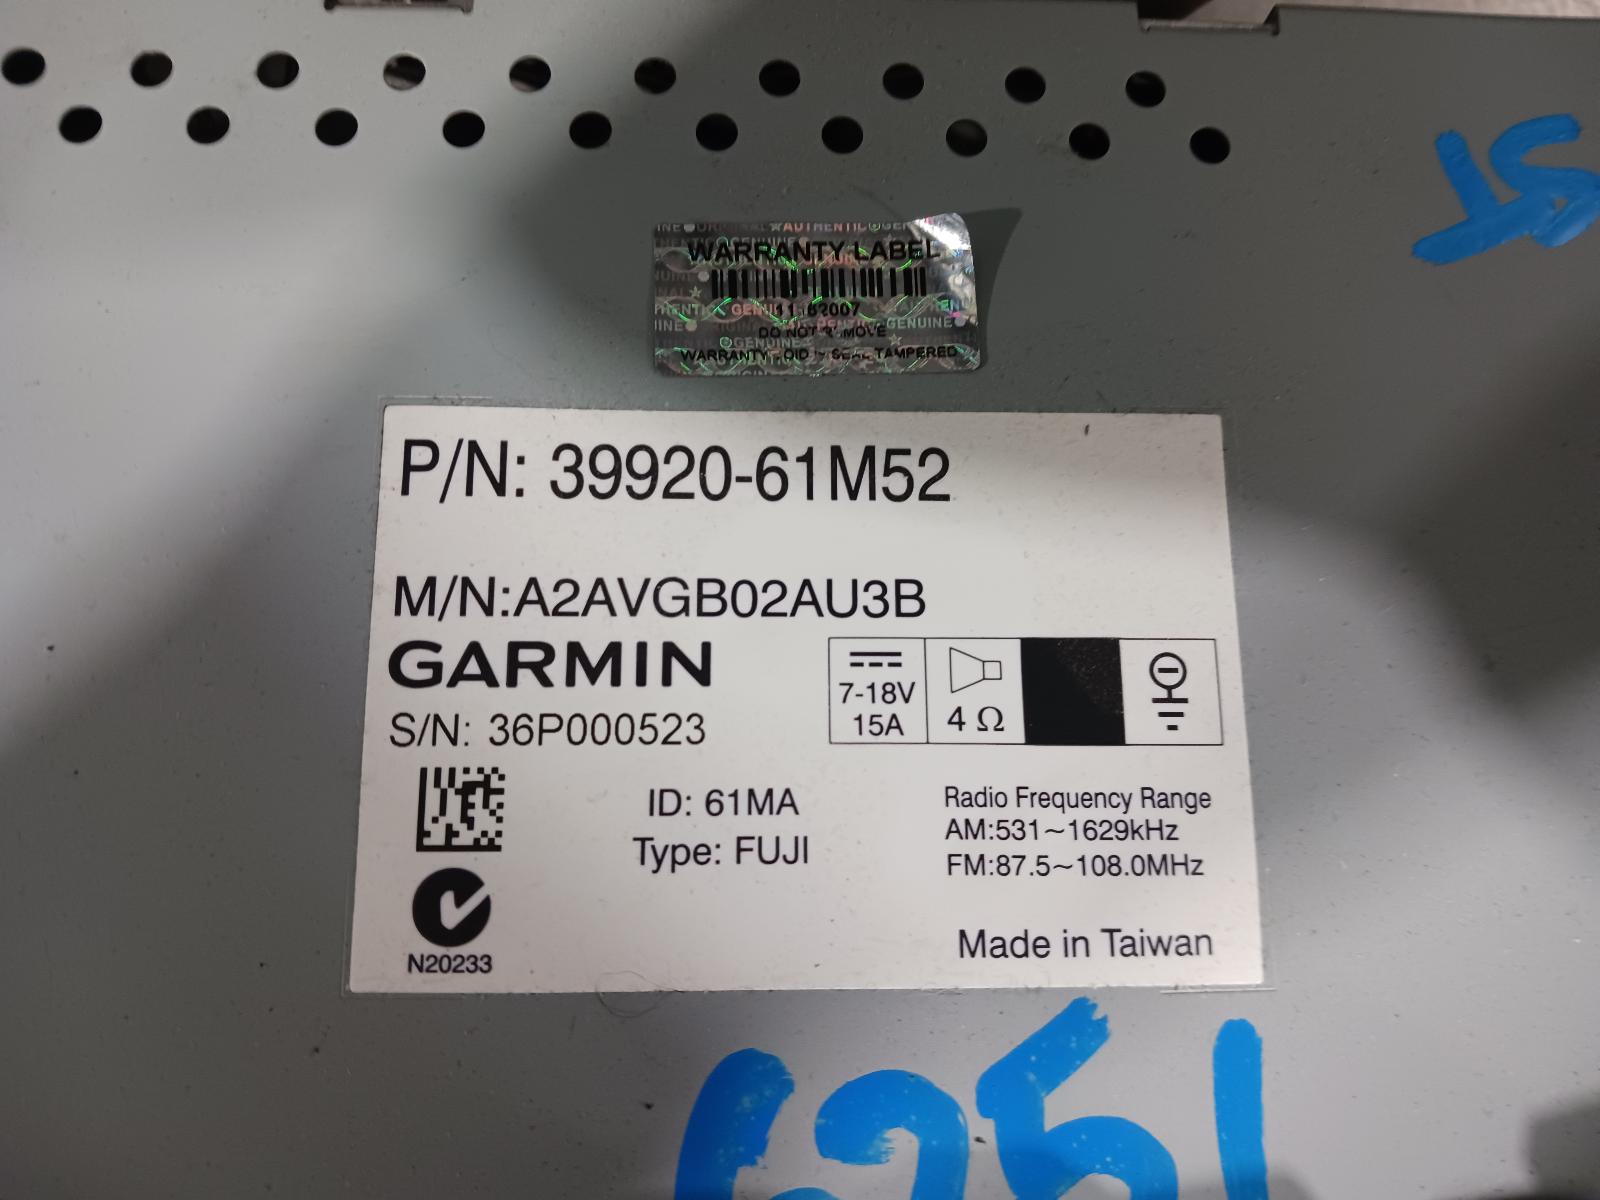 ST
WARRANTY LABEL
DO NOT REMOVE
WARRANTY VOID IF SEAL TAMPERED
P/N: 39920-61M52
M/N:A2AVGB02AU3B
GARMIN
S/N: 36P000523
7-18V
15A
4 Ω
ID: 61MA
Type: FUJI
Radio Frequency Range
AM:531~1629kHz
FM:87.5~108.0MHz
N20233
Made in Taiwan